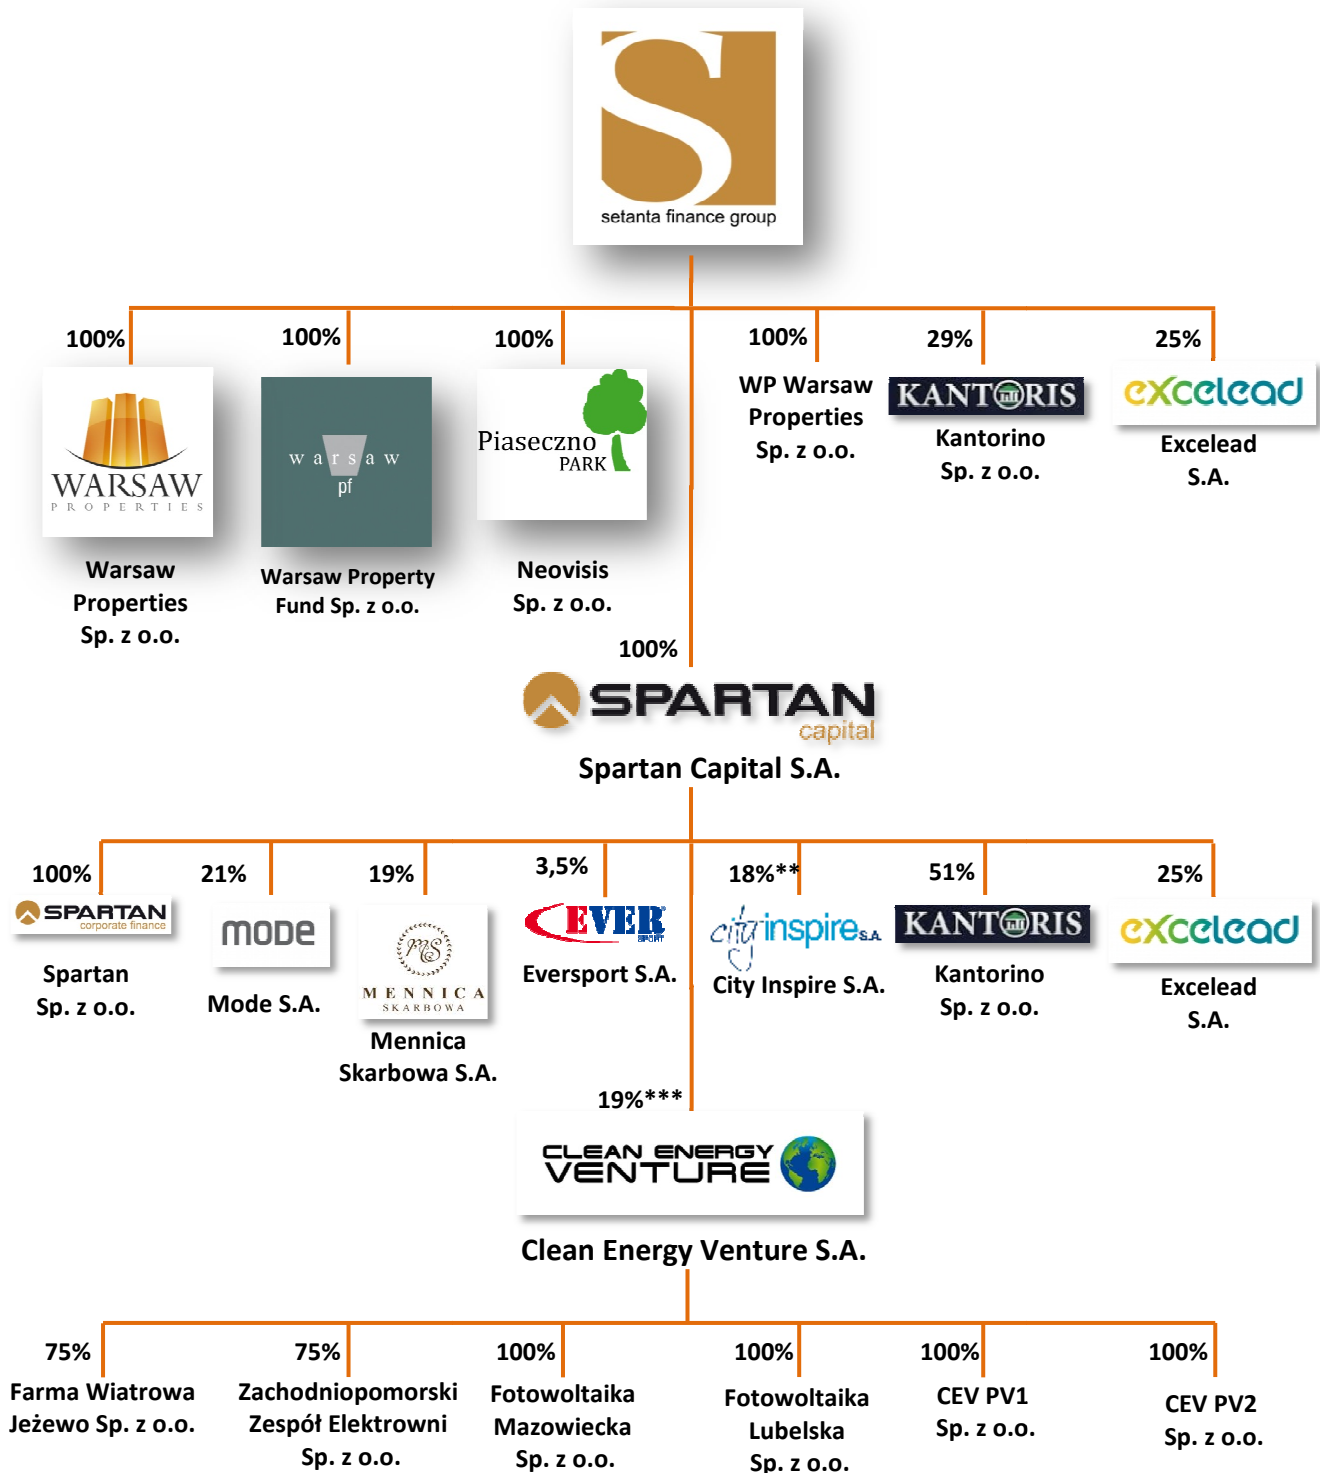 S
setanta finance group
100%
100%
100%
100%
29%
25%
WARSAW
PROPERTIES
Warsaw
Properties
Sp. z o.o.
warsaw
pf
Warsaw Property
Fund Sp. z o.o.
Piaseczno
PARK
Neovisis
Sp. z o.o.
WP Warsaw
Properties
Sp. z o.o.
KANTORIS
Kantorino
Sp. z o.o.
excelead
Excelead
S.A.
100%
SPARTAN
capital
Spartan Capital S.A.
100%
21%
19%
3,5%
18%**
51%
25%
SPARTAN
corporate finance
Spartan
Sp. z o.o.
mode
Mode S.A.
MS
MENNICA
SKARBOWA
Mennica
Skarbowa S.A.
EVER
SPORT
Eversport S.A.
city inspire S.A.
City Inspire S.A.
KANTORIS
Kantorino
Sp. z o.o.
excelead
Excelead
S.A.
19%***
CLEAN ENERGY
VENTURE
Clean Energy Venture S.A.
75%
75%
100%
100%
100%
100%
Farma Wiatrowa
Jeżewo Sp. z o.o.
Zachodniopomorski
Zespół Elektrowni
Sp. z o.o.
Fotowoltaika
Mazowiecka
Sp. z o.o.
Fotowoltaika
Lubelska
Sp. z o.o.
CEV PV1
Sp. z o.o.
CEV PV2
Sp. z o.o.